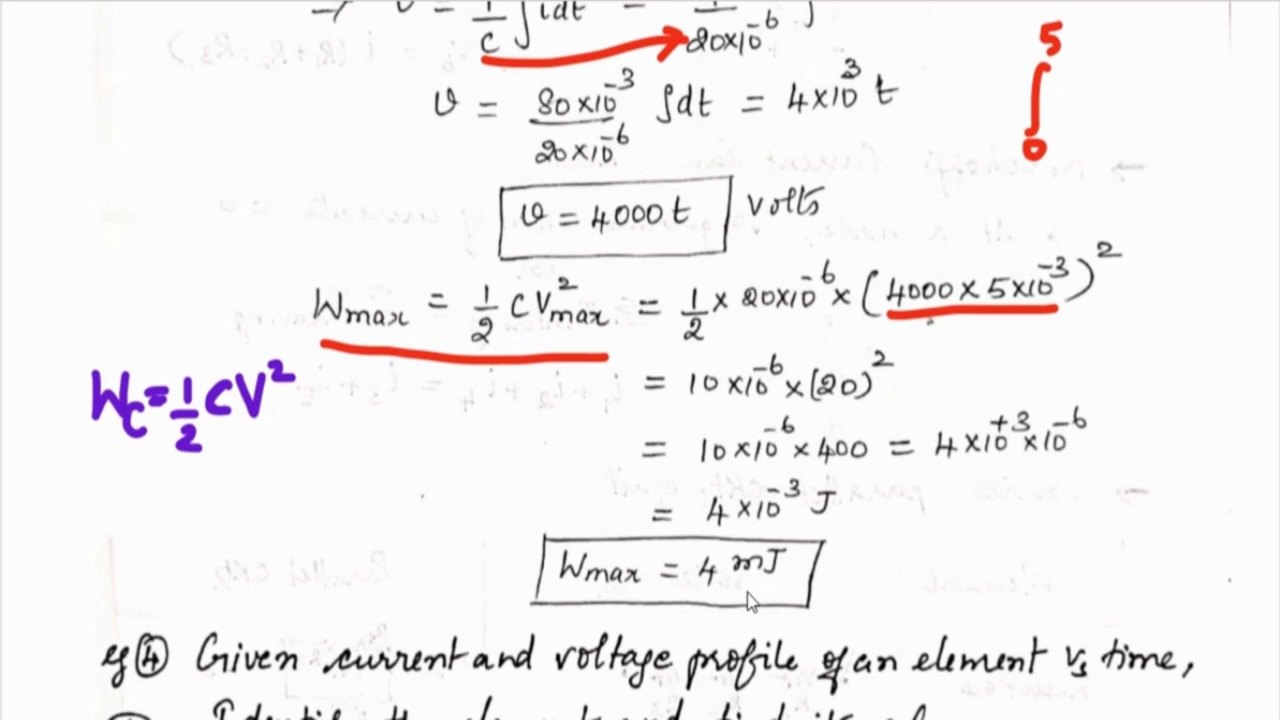 → v = 1/C ∫idt = 1/20×10⁻⁶ ∫
5
∫
0
v = 80×10⁻³/20×10⁻⁶ ∫dt = 4×10³ t
v = 4000t volts
Wmax = 1/2 CV²max = 1/2 × 20×10⁻⁶ × (4000 × 5×10⁻³)²
Wc = 1/2 CV²
= 10×10⁻⁶ × (20)²
= 10×10⁻⁶ × 400 = 4×10⁺³×10⁻⁶
= 4×10⁻³ J
Wmax = 4 mJ
eg ④ Given current and voltage profile of an element vs time,